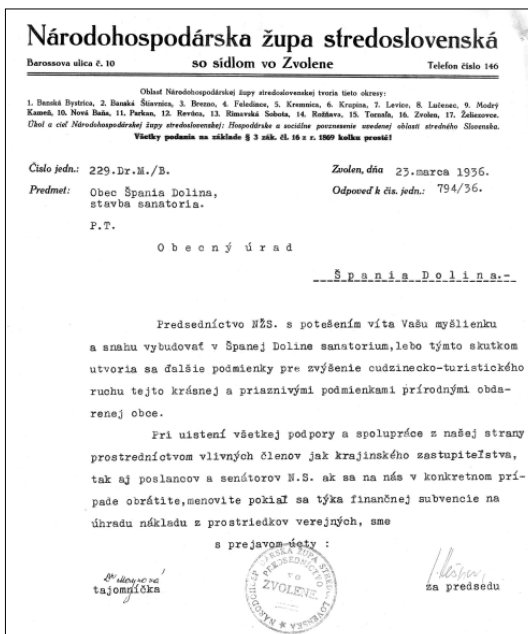 Národohospodárska župa stredoslovenská
Barossova ulica č. 10 so sídlom vo Zvolene Telefon číslo 146
Oblasť Národohospodárskej župy stredoslovenskej tvoria tieto okresy:
1. Banská Bystrica, 2. Banská Štiavnica, 3. Brezno, 4. Feledince, 5. Kremnica, 6. Krupina, 7. Levice, 8. Lučenec, 9. Modrý
Kameň, 10. Nová Baňa, 11. Parkan, 12. Revúca, 13. Rimavská Sobota, 14. Rožňava, 15. Tornaľa, 16. Zvolen, 17. Želiezovce.
Úkol a cieľ Národohospodárskej župy stredoslovenskej: Hospodárske a sociálne povznesenie uvedenej oblasti stredného Slovenska.
Všetky podania na základe § 3 zák. čl. 16 z r. 1869 kolku prosté!
Číslo jedn.: 229.Dr.M./B. Zvolen, dňa 23.marca 1936.
Predmet: Obec Špania Dolina, Odpoveď k čís. jedn.: 794/36.
stavba sanatoria.
P.T.
Obecný úrad
Špania Dolina.-
Predsedníctvo NŽS. s potešením víta Vašu myšlienku
a snahu vybudovať v Španej Doline sanatorium,lebo týmto skutkom
utvoria sa ďalšie podmienky pre zvýšenie cudzinecko-turistického
ruchu tejto krásnej a priaznivými podmienkami prírodnými obda-
renej obce.
Pri uistení všetkej podpory a spolupráce z našej strany
prostredníctvom vlivných členov jak krajinského zastupiteľstva,
tak aj poslancov a senátorov N.S. ak sa na nás v konkretnom prí-
pade obrátite,menovite pokiaľ sa týka finančnej subvencie na
úhradu nákladu z prostriedkov verejných, sme
s prejavom úcty :
tajomníčka za predsedu
NÁRODOHOSPODÁRSKA ŽUPA STREDOSLOVENSKÁ
PREDSEDNÍCTVO
vo
ZVOLENE